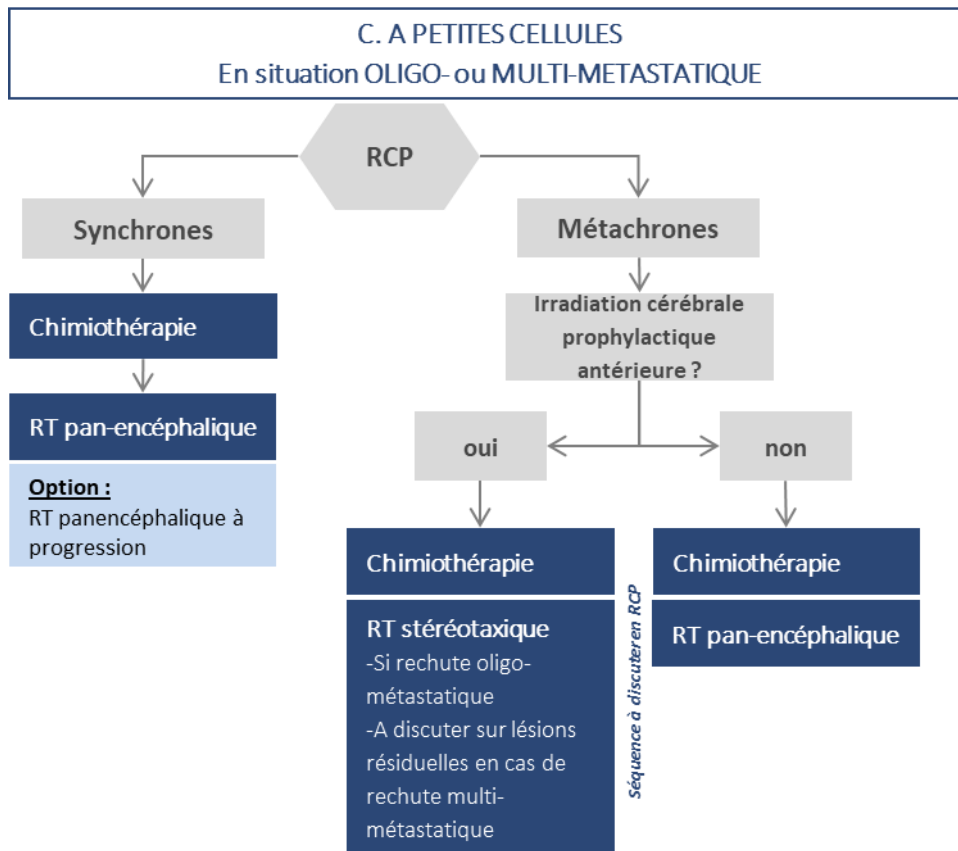 C. A PETITES CELLULES
En situation OLIGO- ou MULTI-METASTATIQUE
RCP
Synchrones
Métachrones
Chimiothérapie
RT pan-encéphalique
Option :
RT panencéphalique à
progression
Irradiation cérébrale
prophylactique
antérieure ?
oui
non
Chimiothérapie
RT stéréotaxique
-Si rechute oligo-
métastatique
-A discuter sur lésions
résiduelles en cas de
rechute multi-
métastatique
Séquence à discuter en RCP
Chimiothérapie
RT pan-encéphalique